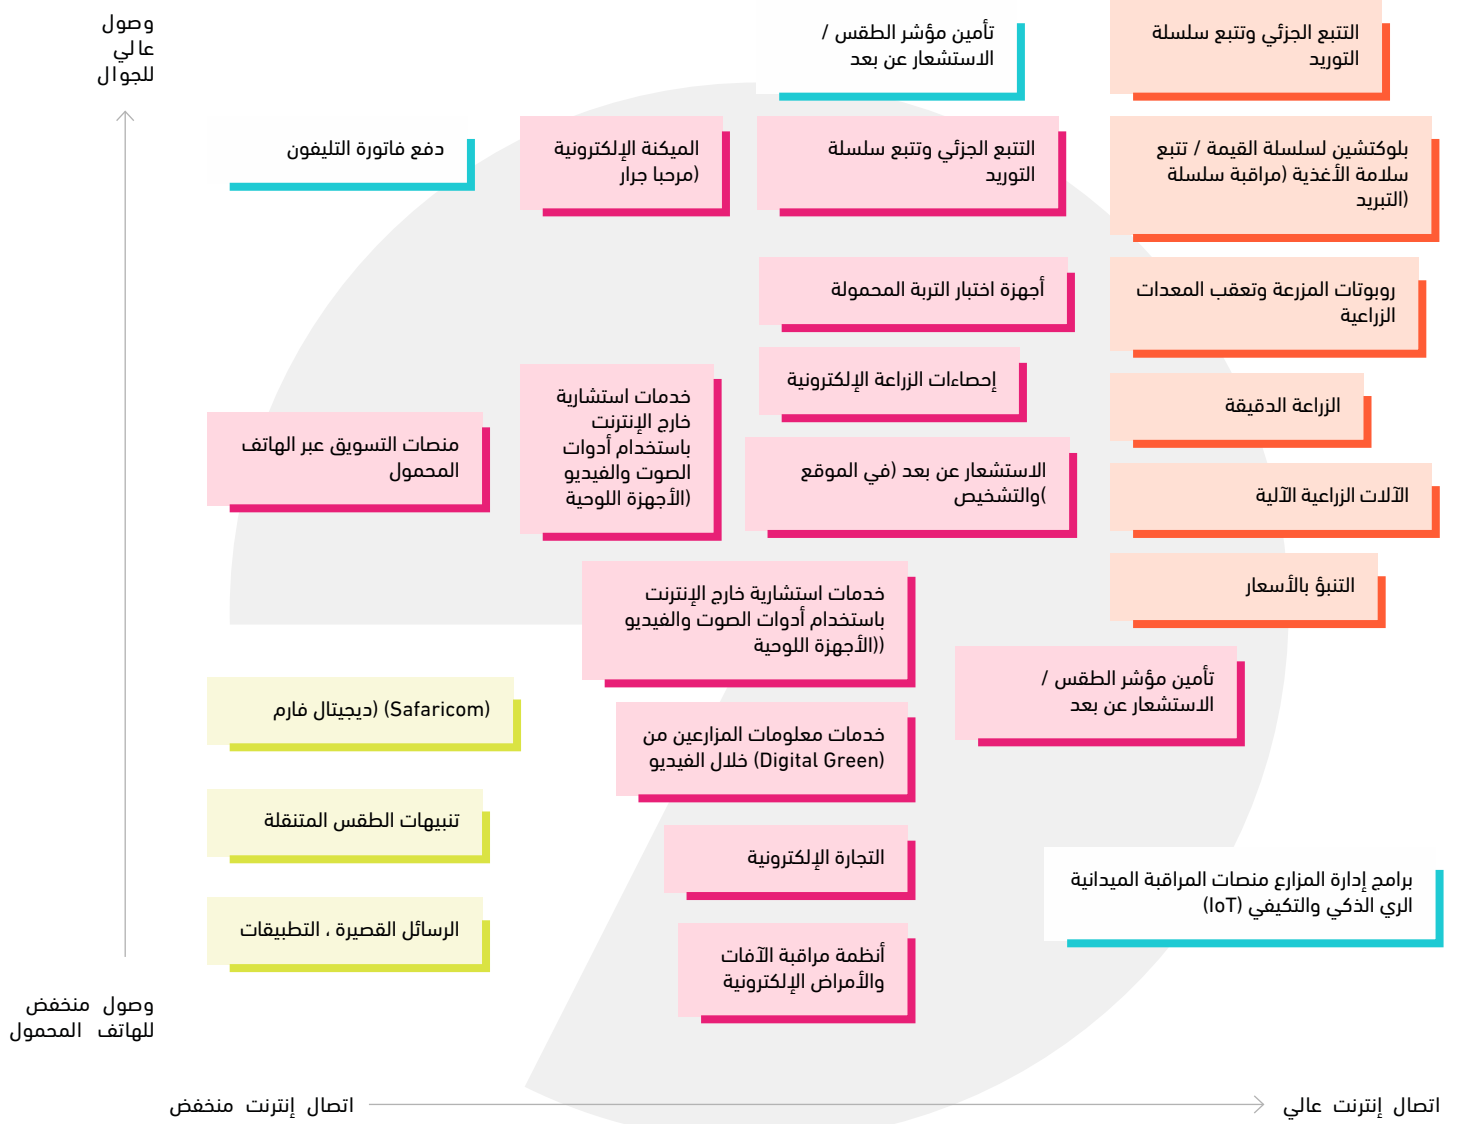 وصول
عالي
للجوال
تأمين مؤشر الطقس /
الاستشعار عن بعد
التتبع الجزئي وتتبع سلسلة
التوريد
دفع فاتورة التليفون
الميكنة الإلكترونية
(مرحبا جرار
التتبع الجزئي وتتبع سلسلة
التوريد
بلوكتشين لسلسلة القيمة / تتبع
سلامة الأغذية (مراقبة سلسلة
(التبريد
أجهزة اختبار التربة المحمولة
روبوتات المزرعة وتعقب المعدات
الزراعية
إحصاءات الزراعة الإلكترونية
الزراعة الدقيقة
خدمات استشارية
خارج الإنترنت
باستخدام أدوات
الصوت والفيديو
(الأجهزة اللوحية
منصات التسويق عبر الهاتف
المحمول
الاستشعار عن بعد (في الموقع
(والتشخيص
الآلات الزراعية الآلية
التنبؤ بالأسعار
خدمات استشارية خارج الإنترنت
باستخدام أدوات الصوت والفيديو
((الأجهزة اللوحية
تأمين مؤشر الطقس /
الاستشعار عن بعد
(Safaricom) (ديجيتال فارم
خدمات معلومات المزارعين من
خلال الفيديو (Digital Green)
تنبيهات الطقس المتنقلة
التجارة الإلكترونية
برامج إدارة المزارع منصات المراقبة الميدانية
الري الذكي والتكيفي (IoT)
الرسائل القصيرة ، التطبيقات
أنظمة مراقبة الآفات
والأمراض الإلكترونية
وصول منخفض
للهاتف المحمول
اتصال إنترنت منخفض
اتصال إنترنت عالي